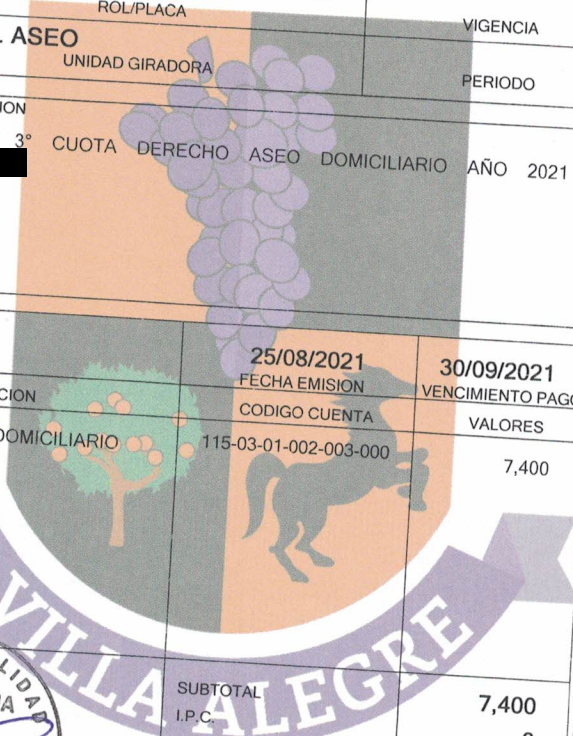 ROL/PLACA
VIGENCIA
ASEO
UNIDAD GIRADORA
PERIODO
ION
3° CUOTA DERECHO ASEO DOMICILIARIO AÑO 2021
25/08/2021 30/09/2021
FECHA EMISION VENCIMIENTO PAGO
CION CODIGO CUENTA VALORES
DOMICILIARIO 115-03-01-002-003-000 7,400
VILLA ALEGRE
LIDAD
SUBTOTAL 7,400
I.P.C.